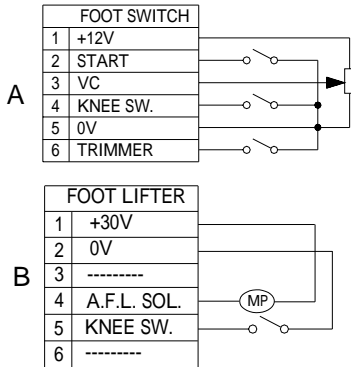 FOOT SWITCH
1 +12V
2 START
A
3 VC
4 KNEE SW.
5 0V
6 TRIMMER
FOOT LIFTER
1 +30V
2 0V
B
3 ---------
4 A.F.L. SOL. MP
5 KNEE SW.
6 ---------